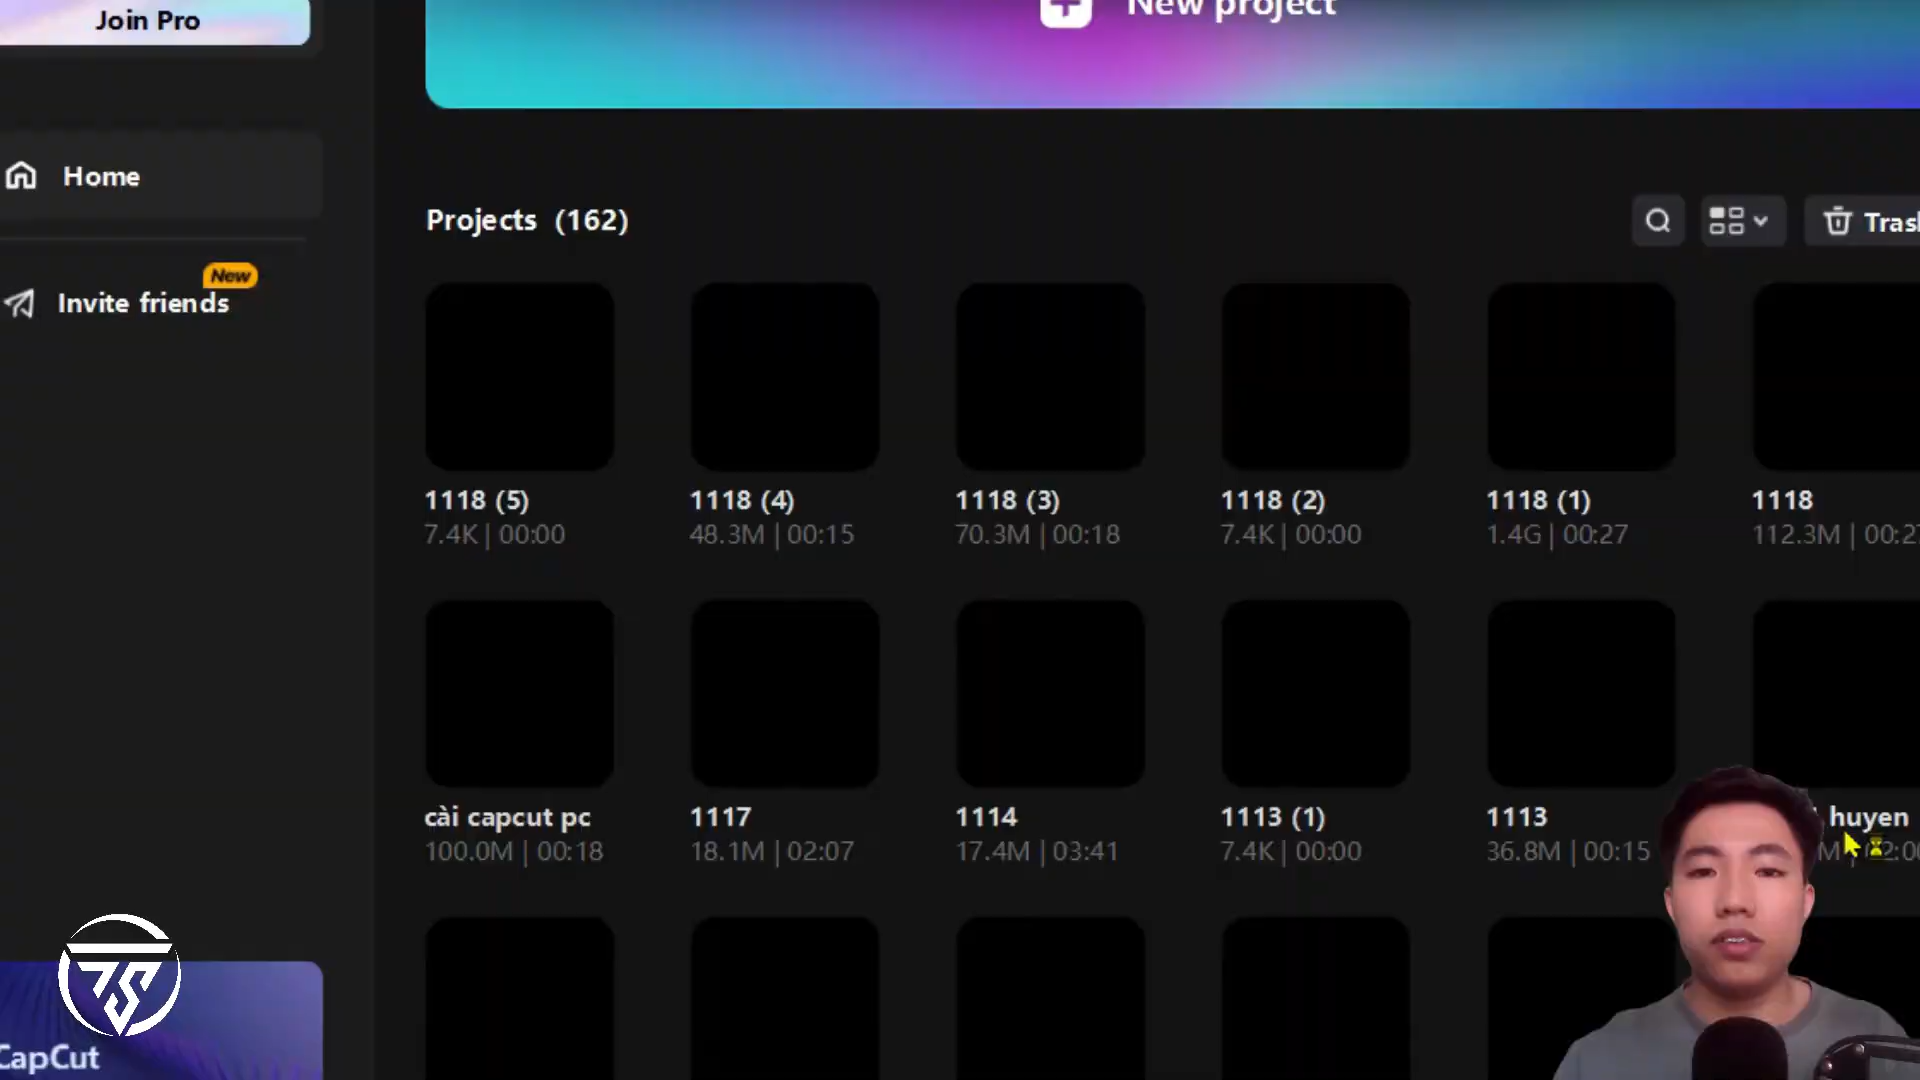 Join Pro
New project
Home
Projects (162)
Trash
New
Invite friends
1118 (5)
1118 (4)
1118 (3)
1118 (2)
1118 (1)
1118
7.4K | 00:00
48.3M | 00:15
70.3M | 00:18
7.4K | 00:00
1.4G | 00:27
112.3M | 00:27
cài capcut pc
1117
1114
1113 (1)
1113
huyen
100.0M | 00:18
18.1M | 02:07
17.4M | 03:41
7.4K | 00:00
36.8M | 00:15
CapCut